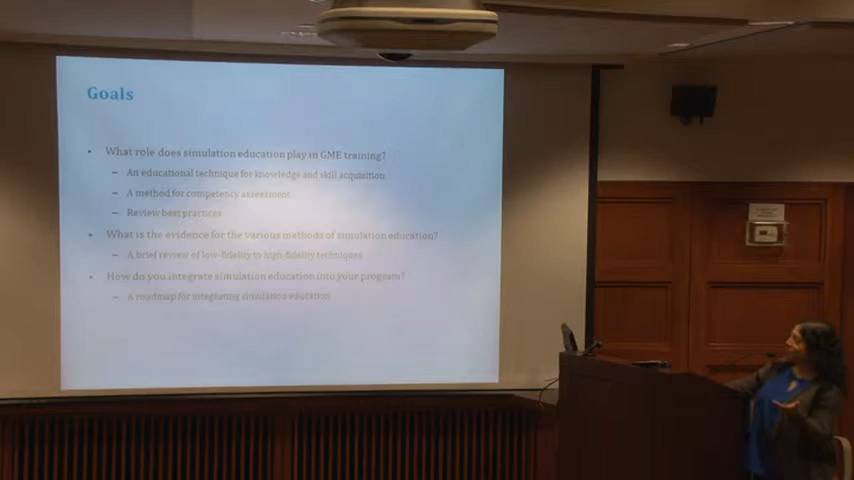 Goals
• What role does simulation education play in GME training?
– An educational technique for knowledge and skill acquisition
– A method for competency assessment
– Review best practices
• What is the evidence for the various methods of simulation education?
– A brief review of low-fidelity to high-fidelity techniques
• How do you integrate simulation education into your program?
– A roadmap for integrating simulation education